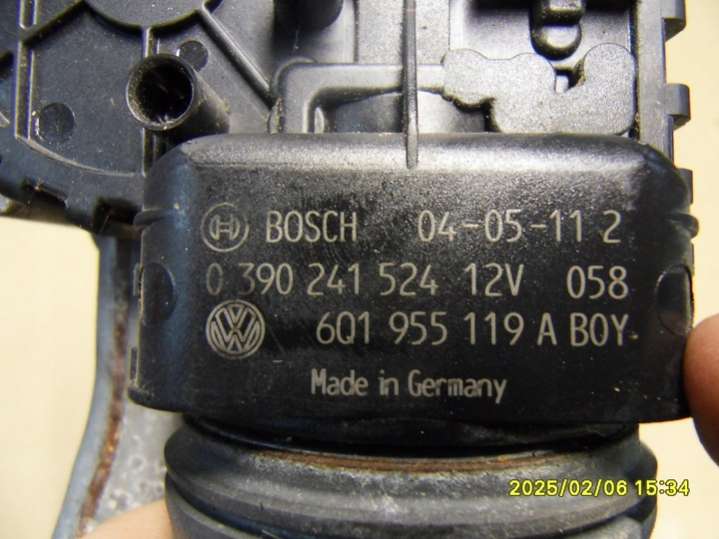 BOSCH 04-05-11 2
0 390 241 524 12V 058
6Q1 955 119 A B0Y
Made in Germany
2025/02/06 15:34